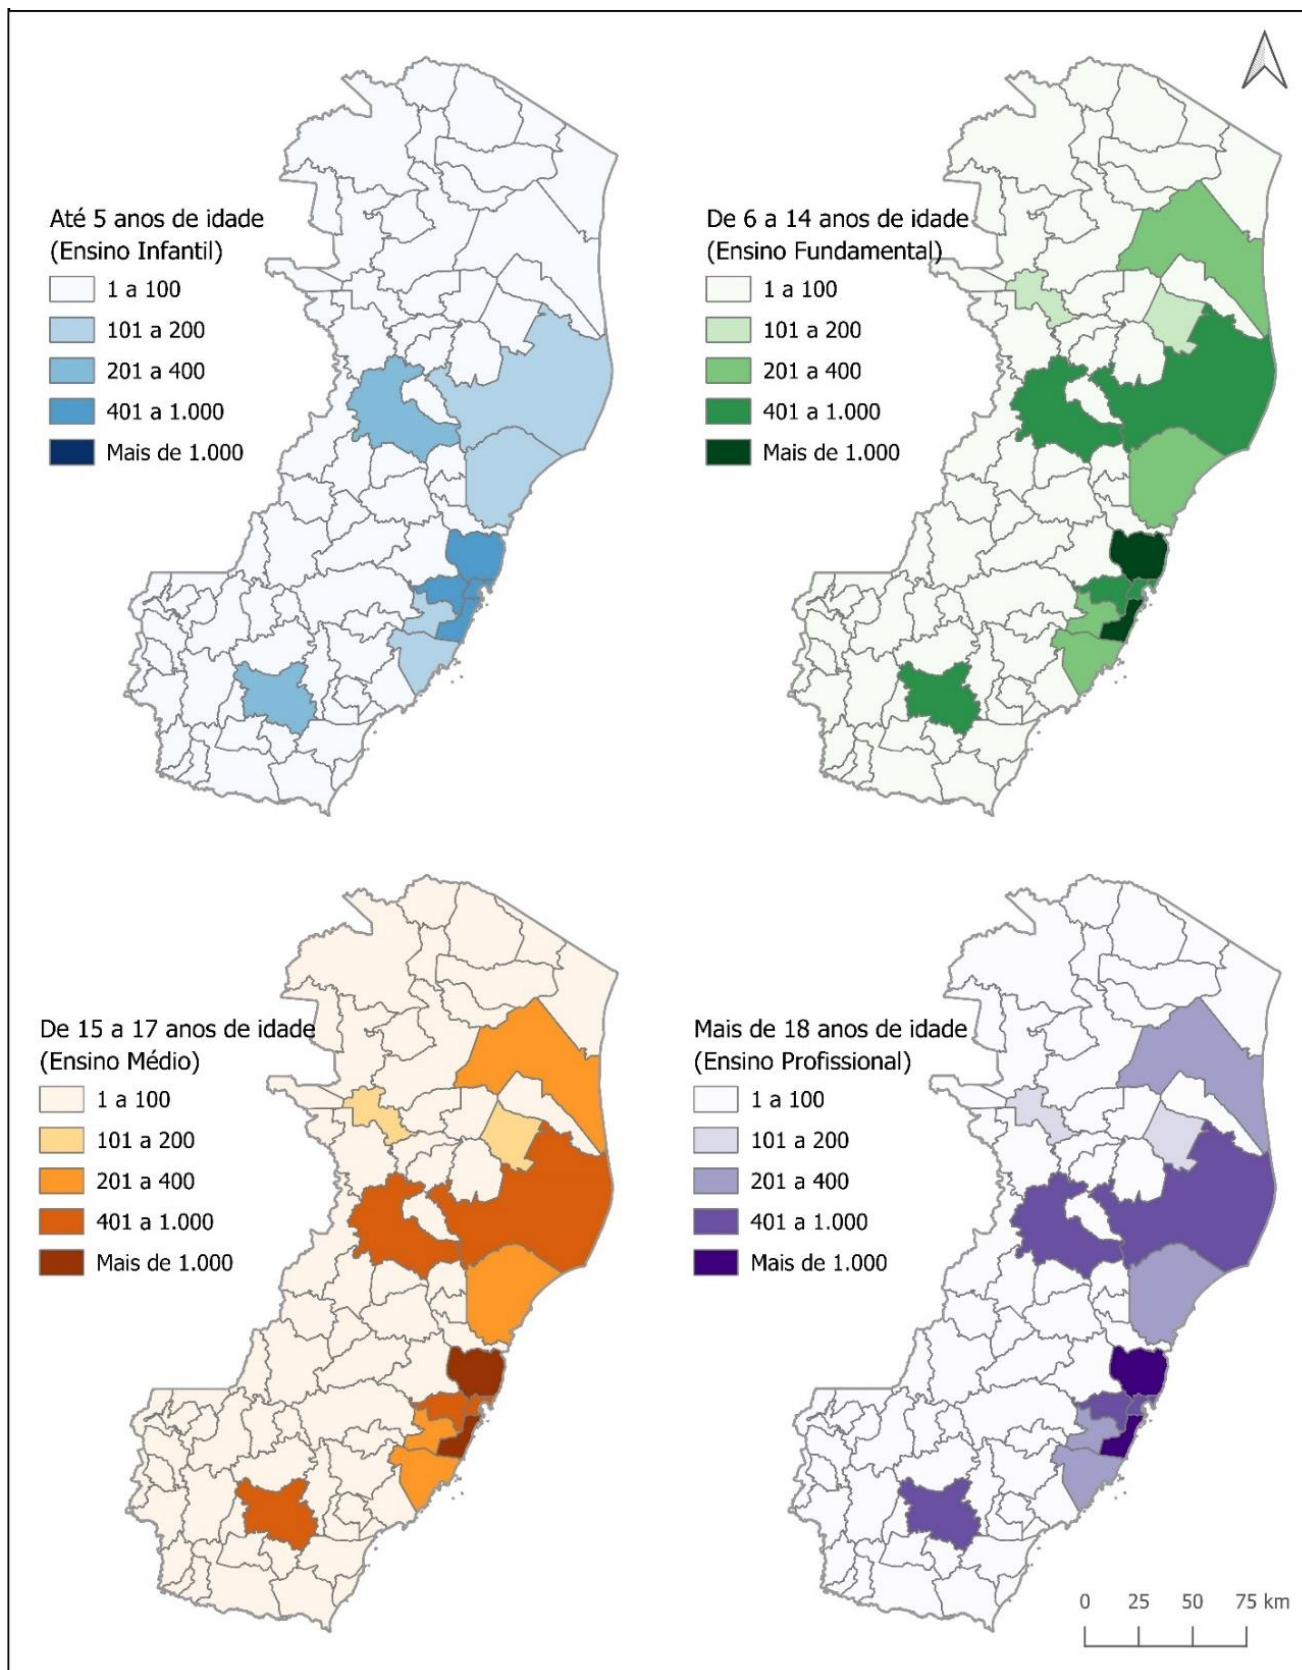 Até 5 anos de idade
(Ensino Infantil)
1 a 100
101 a 200
201 a 400
401 a 1.000
Mais de 1.000
De 6 a 14 anos de idade
(Ensino Fundamental)
1 a 100
101 a 200
201 a 400
401 a 1.000
Mais de 1.000
De 15 a 17 anos de idade
(Ensino Médio)
1 a 100
101 a 200
201 a 400
401 a 1.000
Mais de 1.000
Mais de 18 anos de idade
(Ensino Profissional)
1 a 100
101 a 200
201 a 400
401 a 1.000
Mais de 1.000
0 25 50 75 km